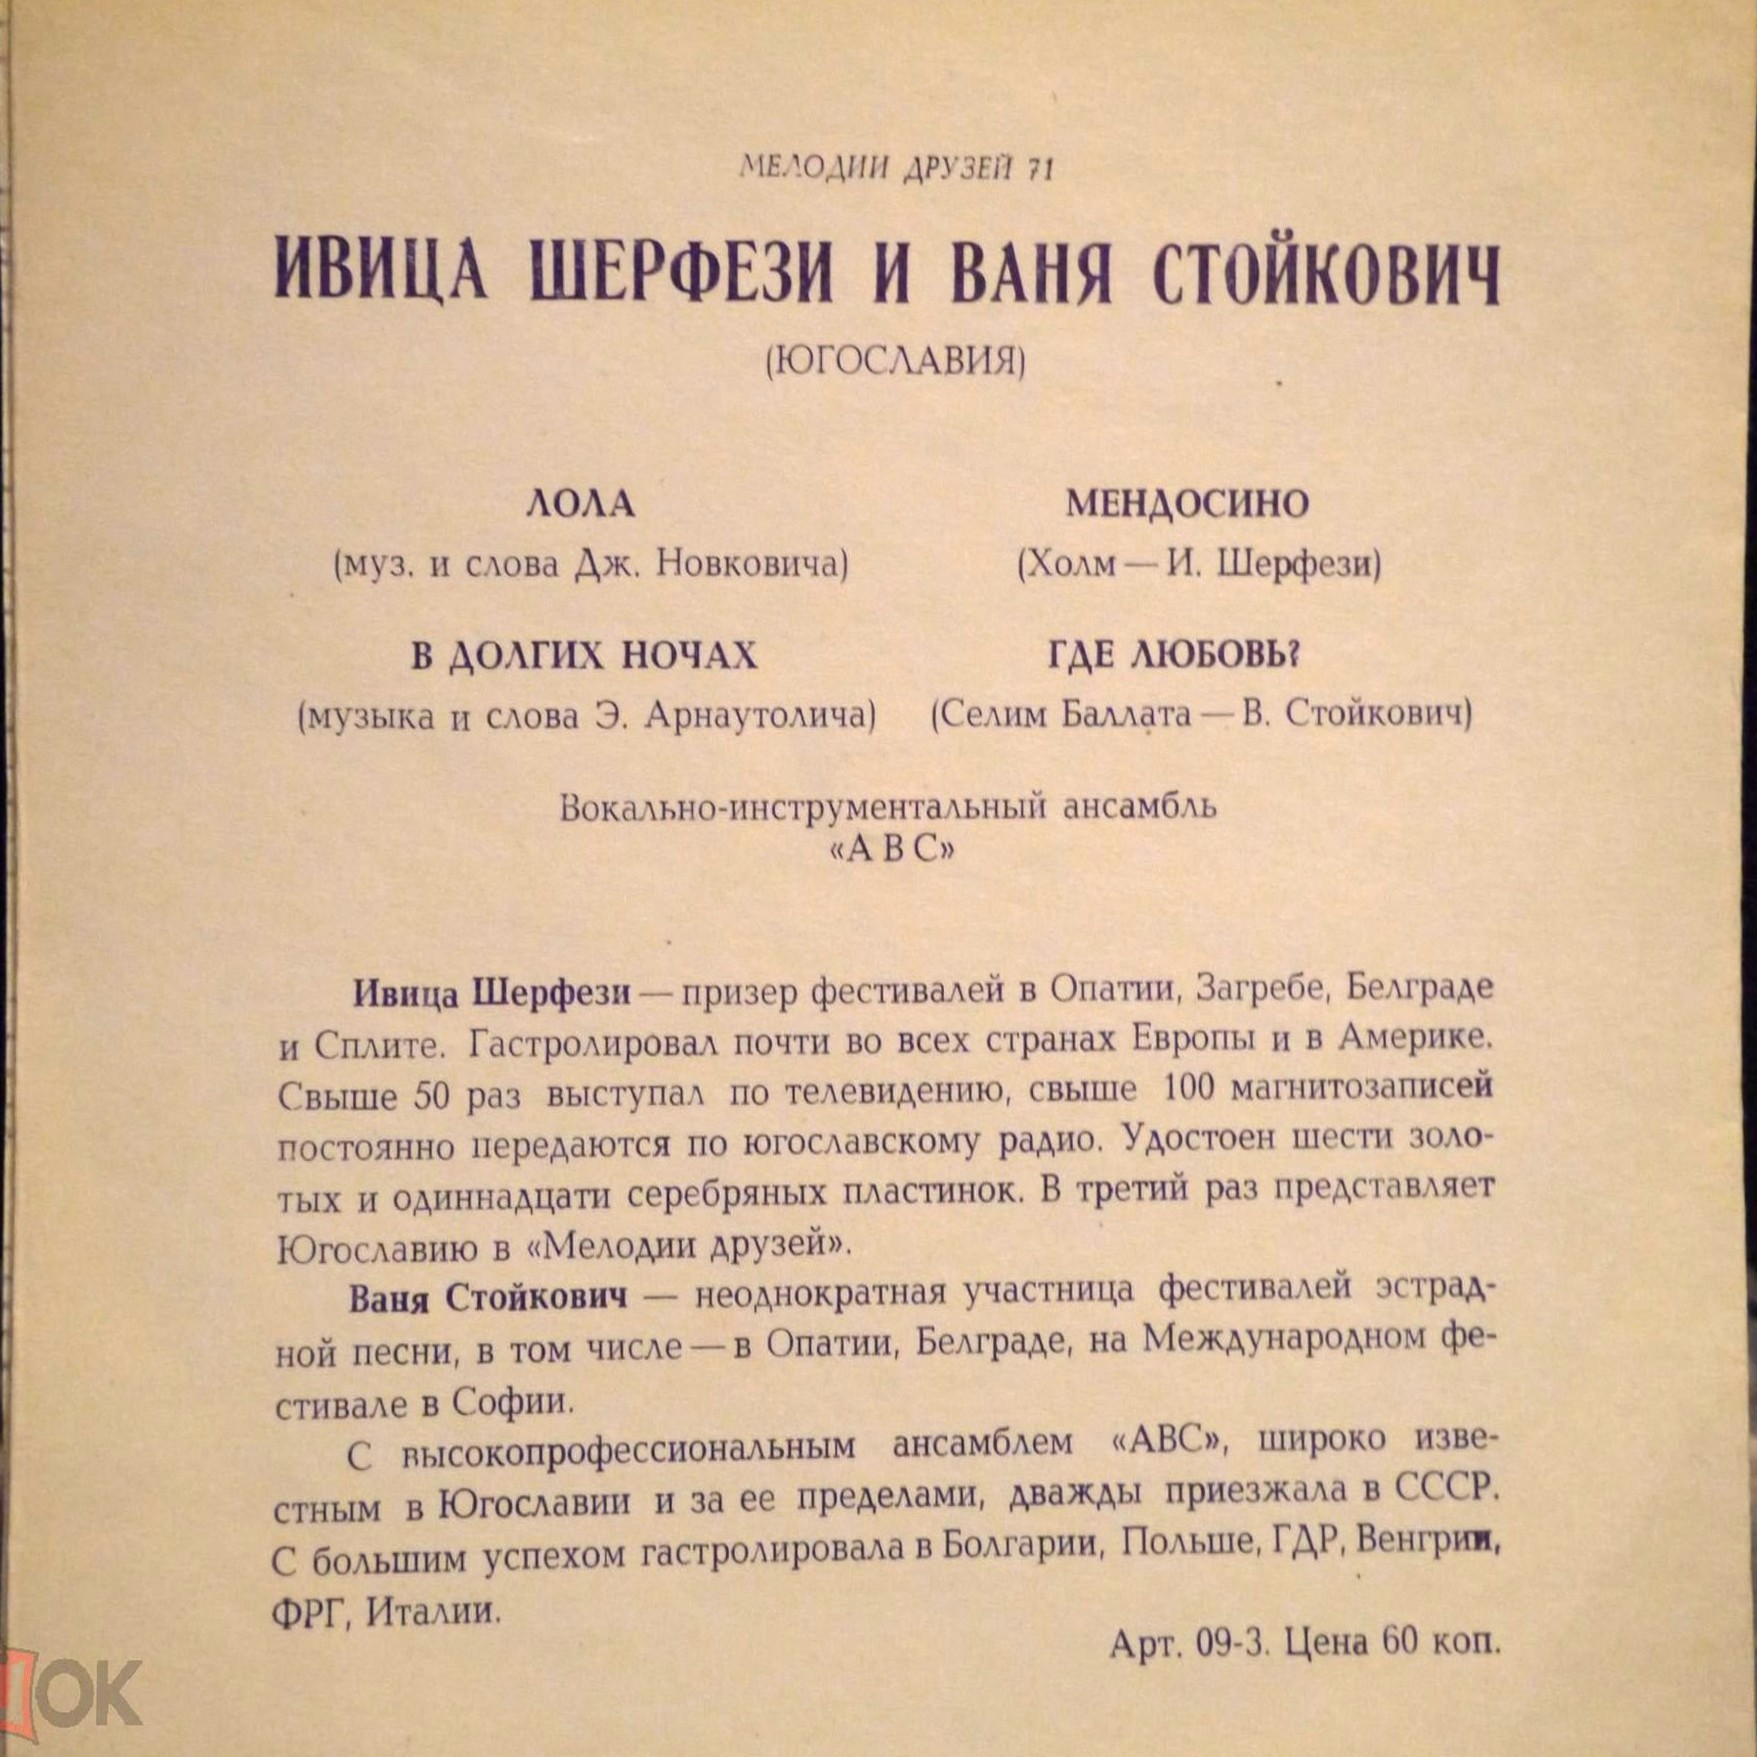 МЕЛОДИИ ДРУЗЕЙ 71
ИВИЦА ШЕРФЕЗИ И ВАНЯ СТОЙКОВИЧ
(ЮГОСЛАВИЯ)
ЛОЛА
(муз. и слова Дж. Новковича)
В ДОЛГИХ НОЧАХ
(музыка и слова Э. Арнаутолича)
МЕНДОСИНО
(Холм — И. Шерфези)
ГДЕ ЛЮБОВЬ?
(Селим Баллата — В. Стойкович)
Вокально-инструментальный ансамбль
«А В С»
Ивица Шерфези — призер фестивалей в Опатии, Загребе, Белграде
и Сплите. Гастролировал почти во всех странах Европы и в Америке.
Свыше 50 раз выступал по телевидению, свыше 100 магнитозаписей
постоянно передаются по югославскому радио. Удостоен шести золо-
тых и одиннадцати серебряных пластинок. В третий раз представляет
Югославию в «Мелодии друзей».
Ваня Стойкович — неоднократная участница фестивалей эстрад-
ной песни, в том числе — в Опатии, Белграде, на Международном фе-
стивале в Софии.
С высокопрофессиональным ансамблем «АВС», широко изве-
стным в Югославии и за ее пределами, дважды приезжала в СССР.
С большим успехом гастролировала в Болгарии, Польше, ГДР, Венгрии,
ФРГ, Италии.
Арт. 09-3. Цена 60 коп.
ОК